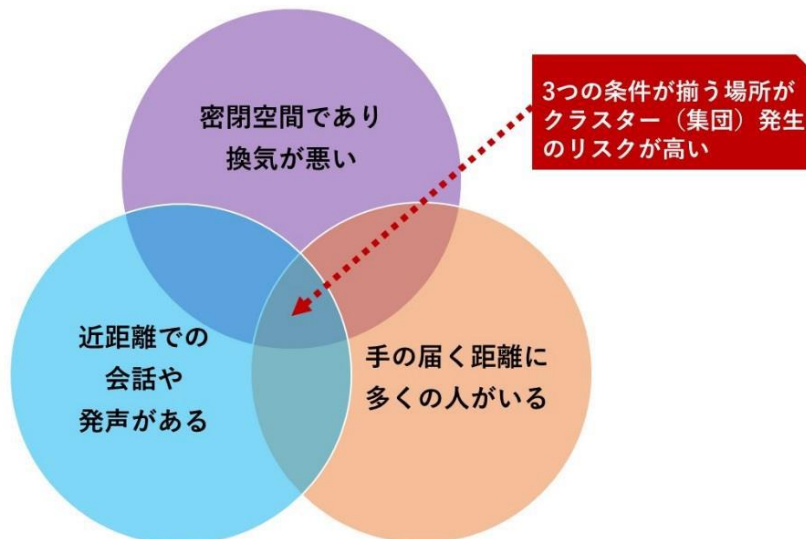 密閉空間であり
換気が悪い
3つの条件が揃う場所が
クラスター（集団）発生
のリスクが高い
近距離での
会話や
発声がある
手の届く距離に
多くの人がいる